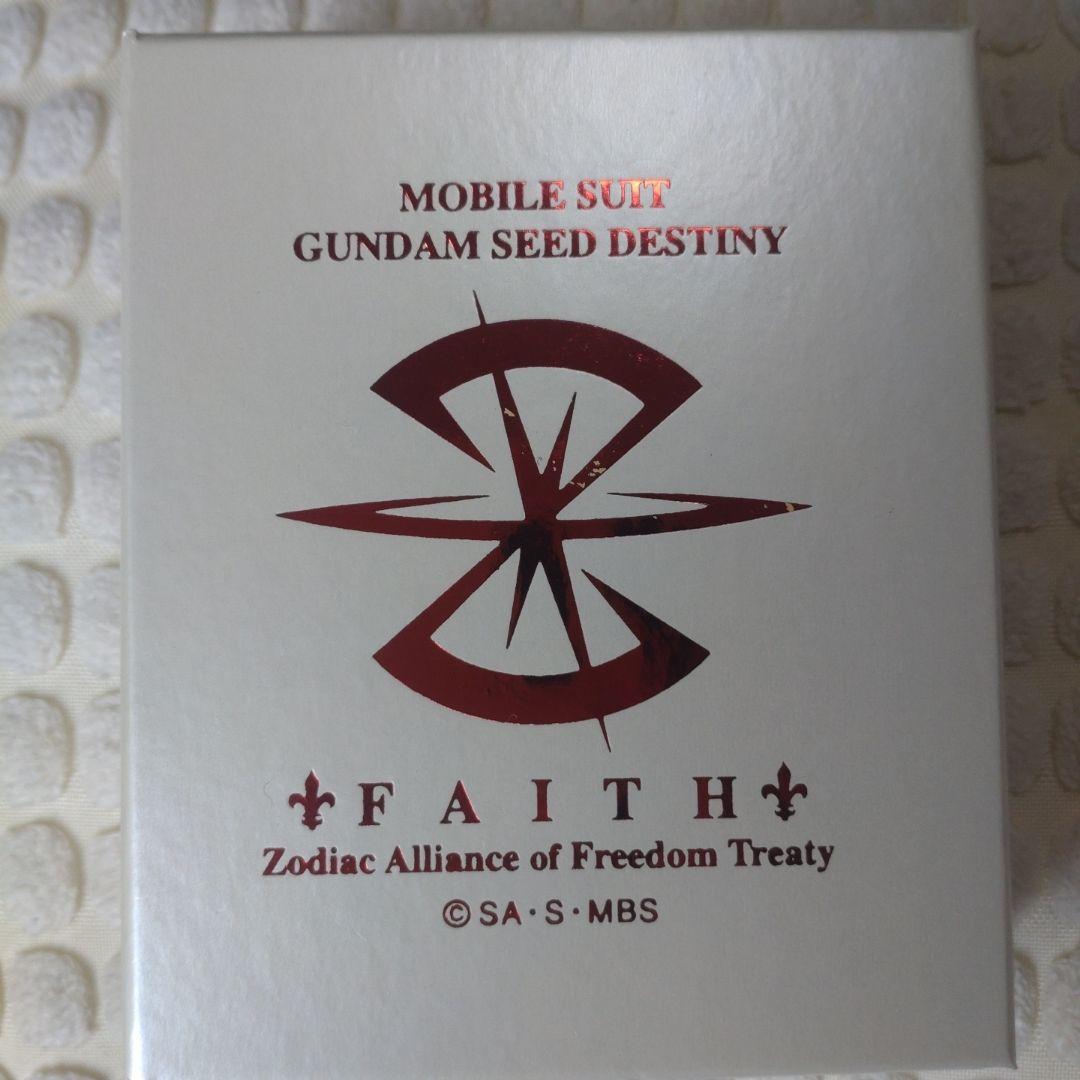 MOBILE SUIT
GUNDAM SEED DESTINY
FAITH
Zodiac Alliance of Freedom Treaty
©SA・S・MBS